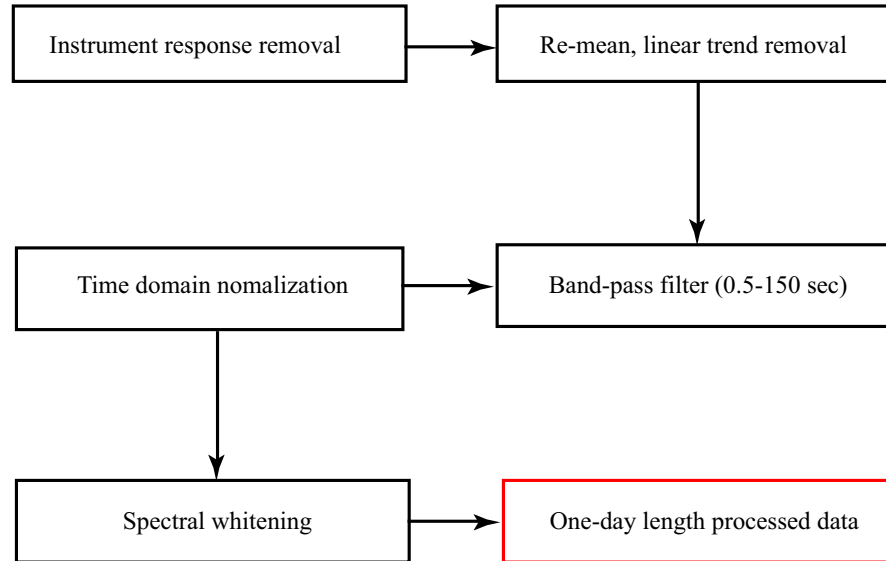 Instrument response removal
Re-mean, linear trend removal
Time domain nomalization
Band-pass filter (0.5-150 sec)
Spectral whitening
One-day length processed data